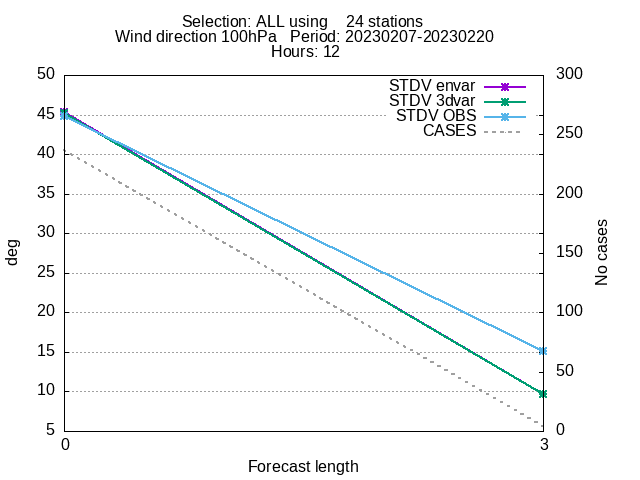 Selection: ALL using    24 stations
Wind direction 100hPa   Period: 20230207-20230220
Hours: 12
50 300
STDV envar
STDV 3dvar
STDV OBS
CASES
45 250
40
35 200
30
25 150
20 100
15
10 50
5 0
0 3
deg
No cases
Forecast length